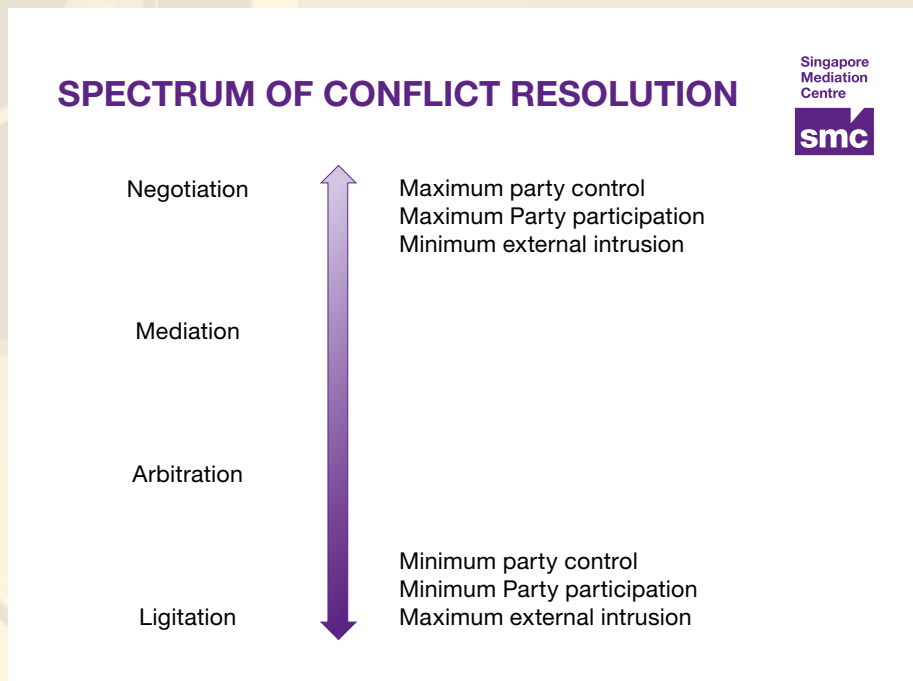 Singapore
Mediation
Centre
smc
SPECTRUM OF CONFLICT RESOLUTION
Negotiation
Maximum party control
Maximum Party participation
Minimum external intrusion
Mediation
Arbitration
Minimum party control
Minimum Party participation
Ligitation
Maximum external intrusion